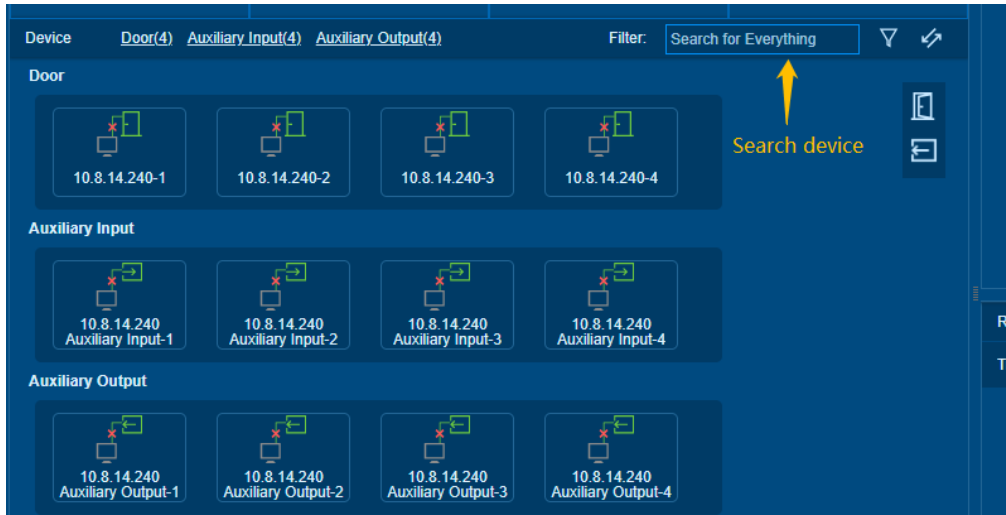 Device Door(4) Auxiliary Input(4) Auxiliary Output(4) Filter: Search for Everything
Door
Search device
10.8.14.240-1 10.8.14.240-2 10.8.14.240-3 10.8.14.240-4
Auxiliary Input
10.8.14.240 10.8.14.240 10.8.14.240 10.8.14.240
Auxiliary Input-1 Auxiliary Input-2 Auxiliary Input-3 Auxiliary Input-4
R
T
Auxiliary Output
10.8.14.240 10.8.14.240 10.8.14.240 10.8.14.240
Auxiliary Output-1 Auxiliary Output-2 Auxiliary Output-3 Auxiliary Output-4